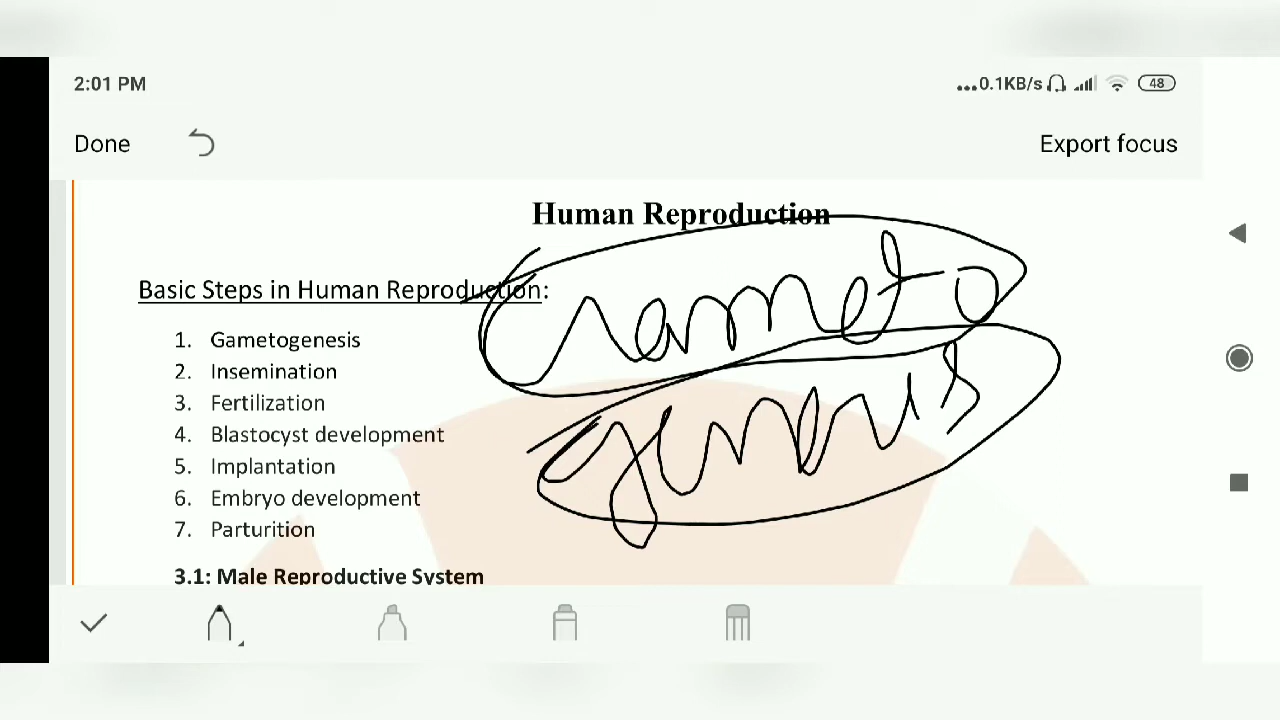 2:01 PM
...0.1KB/s 48
Done
Export focus
Human Reproduction
Basic Steps in Human Reproduction:
Gameto
genesis
1. Gametogenesis
2. Insemination
3. Fertilization
4. Blastocyst development
5. Implantation
6. Embryo development
7. Parturition
3.1: Male Reproductive System